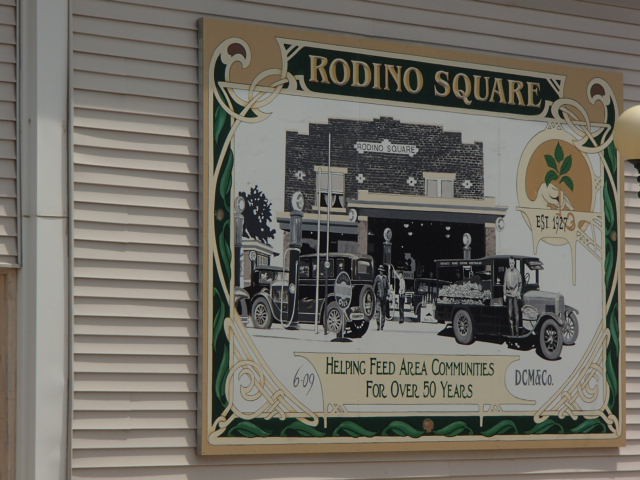 RODINO SQUARE
RODINO SQUARE
EST 1927
HELPING FEED AREA COMMUNITIES
FOR OVER 50 YEARS
6-09
DCM&Co.